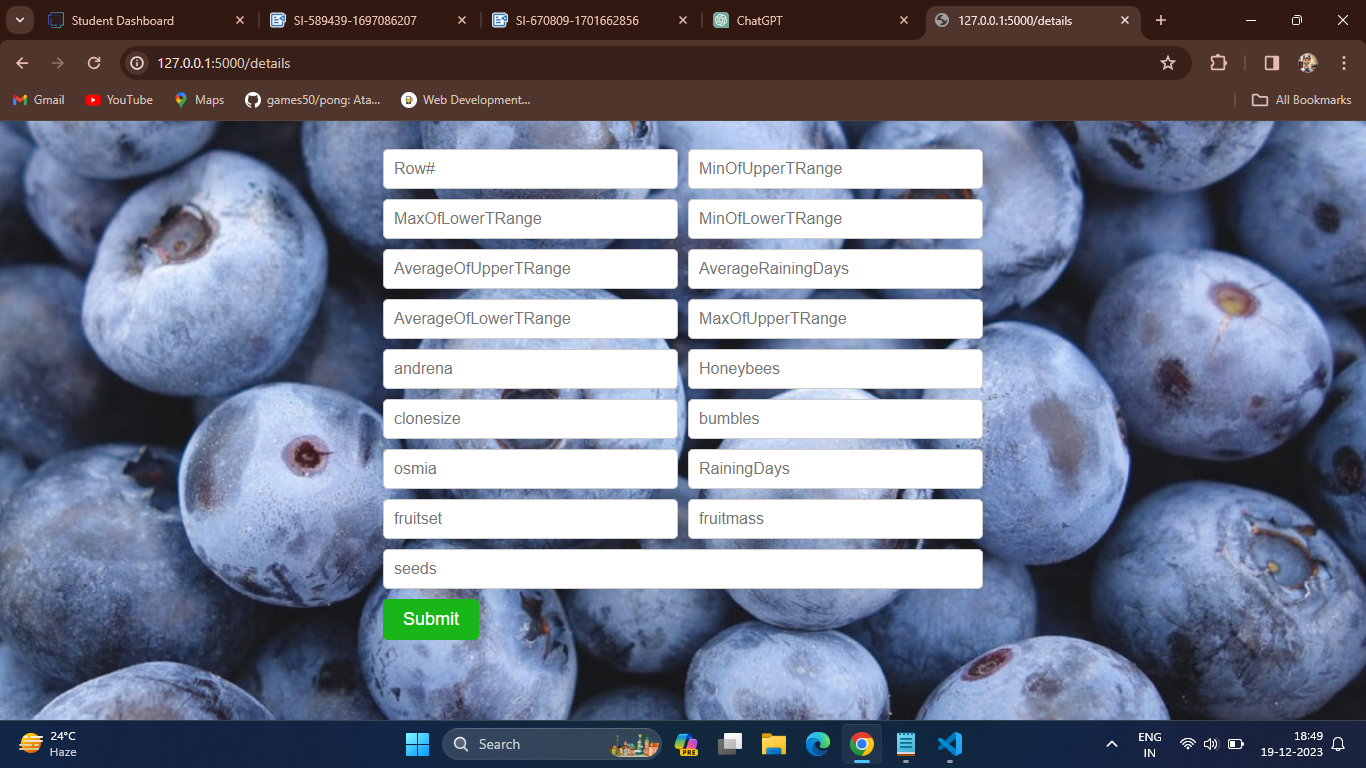 Student Dashboard SI-589439-1697086207 SI-670809-1701662856 ChatGPT 127.0.0.1:5000/details
127.0.0.1:5000/details
Gmail YouTube Maps games50/pong: Ata... Web Development... All Bookmarks
Row# MinOfUpperTRange
MaxOfLowerTRange MinOfLowerTRange
AverageOfUpperTRange AverageRainingDays
AverageOfLowerTRange MaxOfUpperTRange
andrena Honeybees
clonesize bumbles
osmia RainingDays
fruitset fruitmass
seeds
Submit
24°C
Haze
Search
PRE
ENG
IN
18:49
19-12-2023